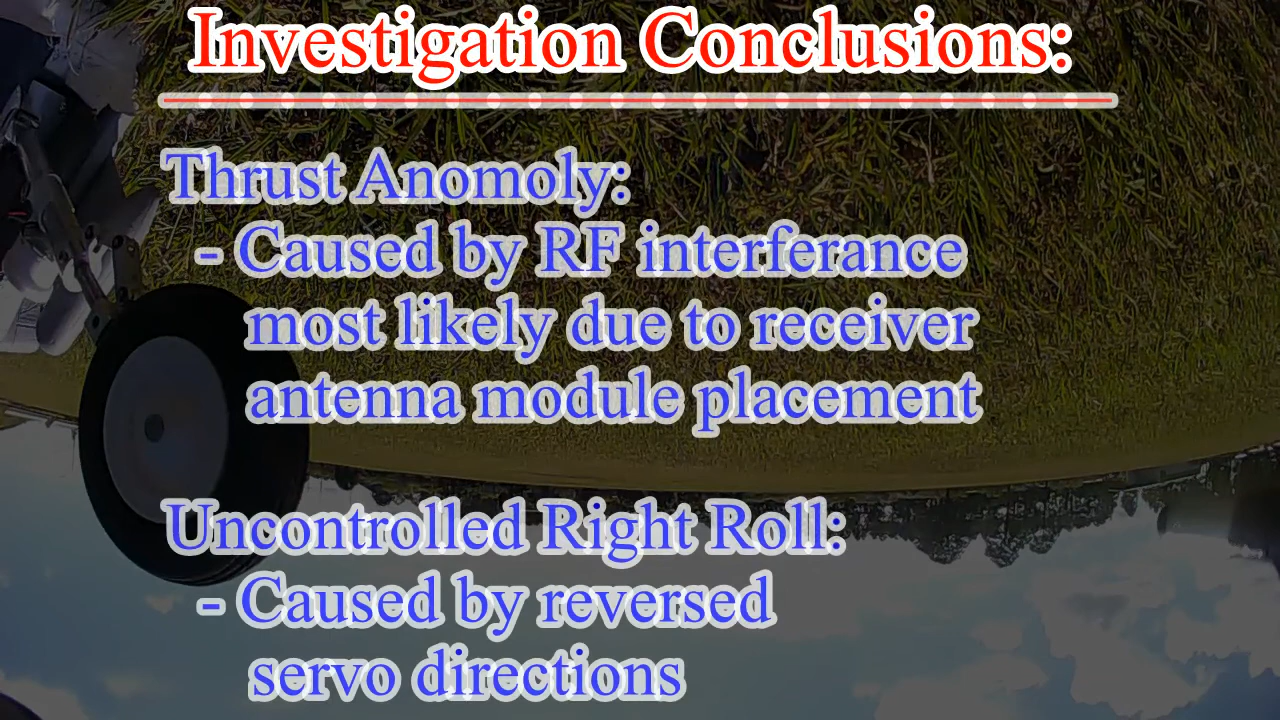 Investigation Conclusions:
Thrust Anomoly:
- Caused by RF interferance
most likely due to receiver
antenna module placement
Uncontrolled Right Roll:
- Caused by reversed
servo directions